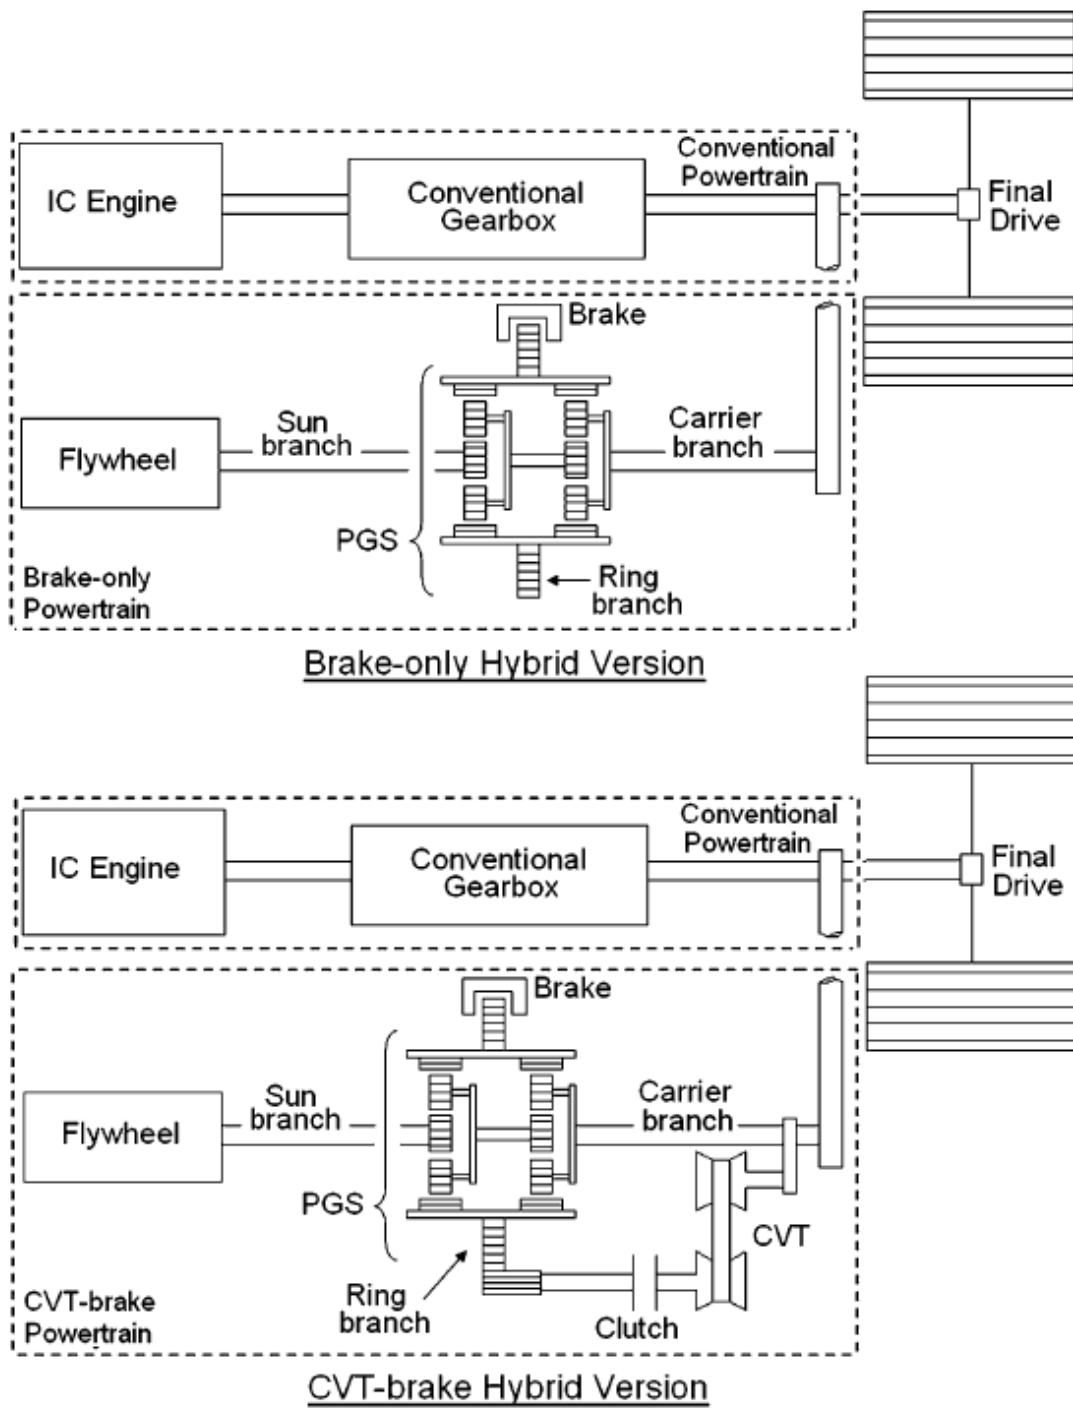 Conventional
Powertrain
IC Engine
Conventional
Gearbox
Final
Drive
Brake
Sun
branch
Carrier
branch
Flywheel
PGS
Ring
branch
Brake-only
Powertrain
Brake-only Hybrid Version
Conventional
Powertrain
IC Engine
Conventional
Gearbox
Final
Drive
Brake
Sun
branch
Carrier
branch
Flywheel
PGS
CVT
Ring
branch
Clutch
CVT-brake
Powertrain
CVT-brake Hybrid Version